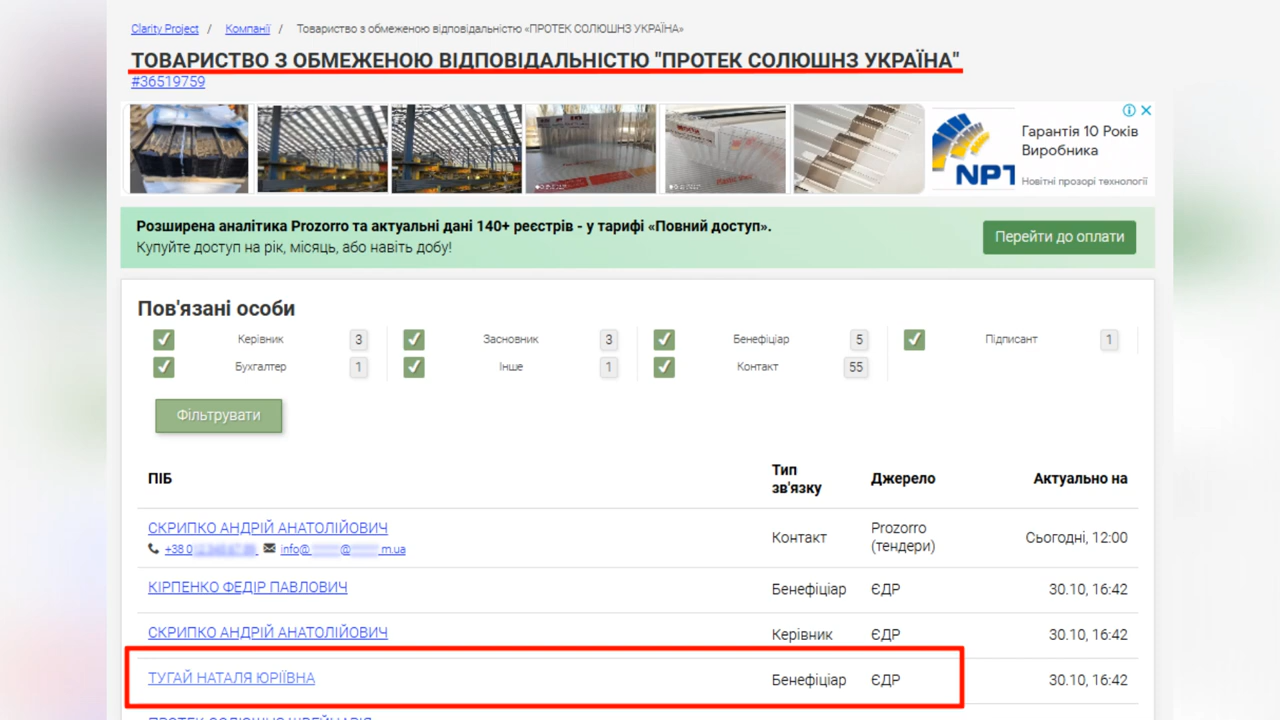 Clarity Project / Компанії / Товариство з обмеженою відповідальністю «ПРОТЕК СОЛЮШНЗ УКРАЇНА»
ТОВАРИСТВО З ОБМЕЖЕНОЮ ВІДПОВІДАЛЬНІСТЮ "ПРОТЕК СОЛЮШНЗ УКРАЇНА"
#36519759
Гарантія 10 Років
Виробника
NPT
Новітні прозорі технології
Розширена аналітика Prozorro та актуальні дані 140+ реєстрів - у тарифі «Повний доступ».
Купуйте доступ на рік, місяць, або навіть добу!
Перейти до оплати
Пов'язані особи
Керівник 3 Засновник 3 Бенефіціар 5 Підписант 1
Бухгалтер 1 Інше 1 Контакт 55
Фільтрувати
ПІБ Тип зв'язку Джерело Актуально на
СКРИПКО АНДРІЙ АНАТОЛІЙОВИЧ Контакт Prozorro (тендери) Сьогодні, 12:00
+38 0 info@ @ m.ua
КІРПЕНКО ФЕДІР ПАВЛОВИЧ Бенефіціар ЄДР 30.10, 16:42
СКРИПКО АНДРІЙ АНАТОЛІЙОВИЧ Керівник ЄДР 30.10, 16:42
ТУГАЙ НАТАЛЯ ЮРІЇВНА Бенефіціар ЄДР 30.10, 16:42